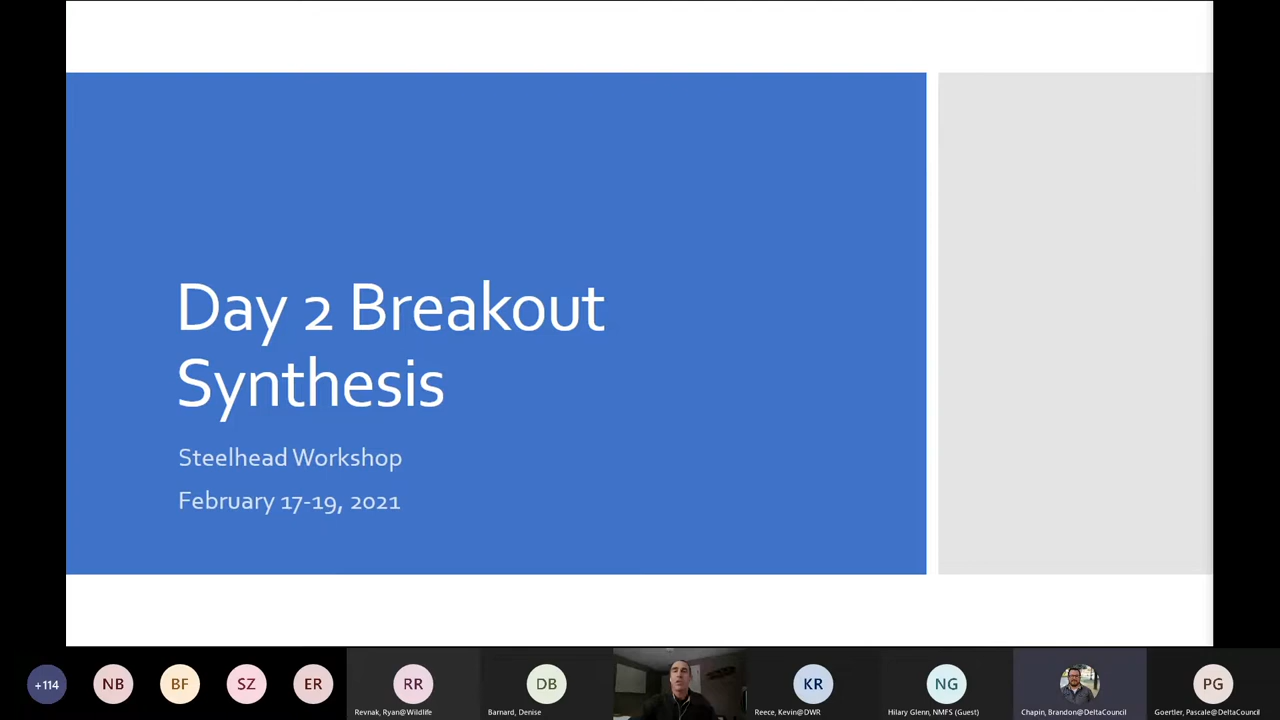 Day 2 Breakout
Synthesis
Steelhead Workshop
February 17-19, 2021
+114
NB
BF
SZ
ER
RR
DB
KR
NG
PG
Revnak, Ryan@Wildlife
Barnard, Denise
Reece, Kevin@DWR
Hilary Glenn, NMFS (Guest)
Chapin, Brandon@DeltaCouncil
Goertler, Pascale@DeltaCouncil